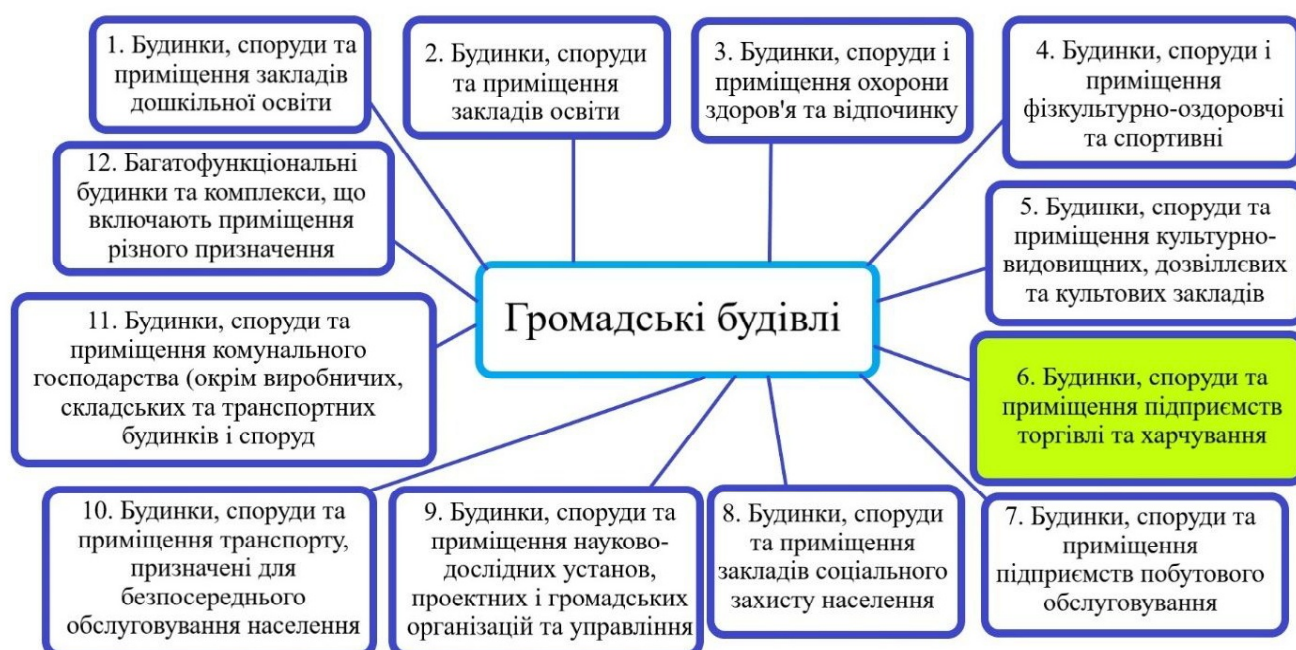 1. Будинки, споруди та
приміщення закладів
дошкільної освіти
2. Будинки, споруди
та приміщення
закладів освіти
3. Будинки, споруди і
приміщення охорони
здоров'я та відпочинку
4. Будинки, споруди і
приміщення
фізкультурно-оздоровчі
та спортивні
12. Багатофункціональні
будинки та комплекси, що
включають приміщення
різного призначення
5. Будипки, споруди та
приміщення культурно-
видовищних, дозвіллєвих
та культових закладів
Громадські будівлі
11. Будинки, споруди та
приміщення комунального
господарства (окрім виробничих,
складських та транспортних
будинків і споруд
6. Будинки, споруди та
приміщення підприємств
торгівлі та харчування
10. Будинки, споруди та
приміщення транспорту,
призначені для
безпосереднього
обслуговування населення
9. Будинки, споруди та
приміщення науково-
дослідних установ,
проектних і громадських
організацій та управління
8. Будинки, споруди
та приміщення
закладів соціального
захисту населення
7. Будинки, споруди та
приміщення
підприємств побутового
обслуговування